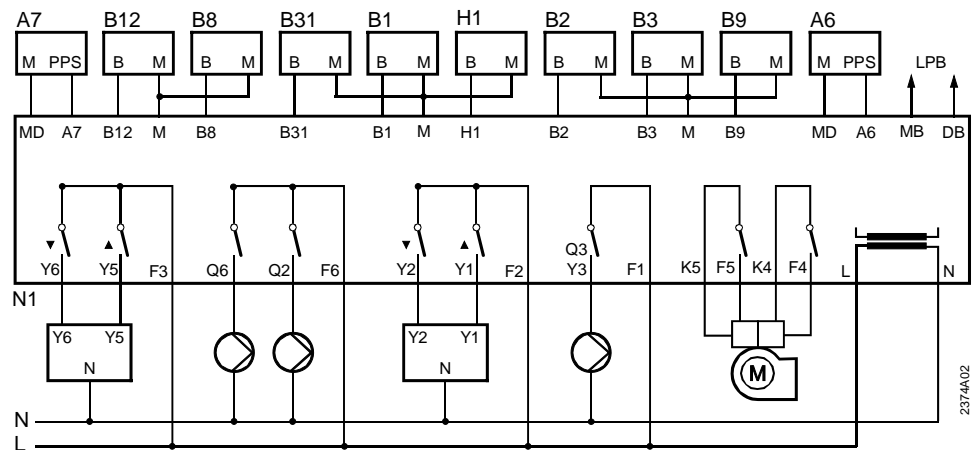 A7 B12 B8 B31 B1 H1 B2 B3 B9 A6
M PPS B M B M B M B M B M B M B M B M M PPS LPB
MD A7 B12 M B8 B31 B1 M H1 B2 B3 M B9 MD A6 MB DB
Q3
Y6 Y5 F3 Q6 Q2 F6 Y2 Y1 F2 Y3 F1 K5 F5 K4 F4 L N
N1
Y6 Y5 Y2 Y1
N N M
N
L
2374A02